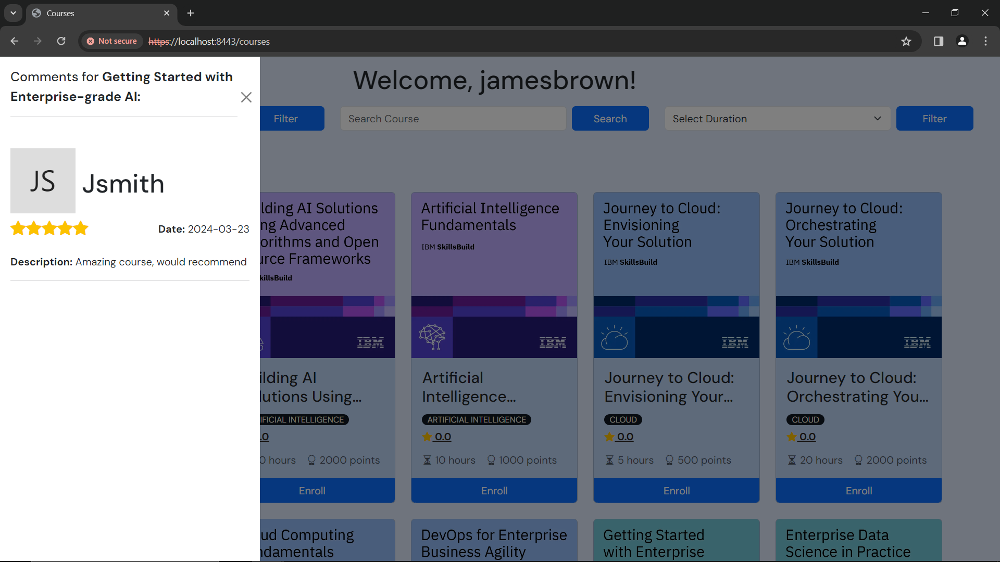 Courses
Not secure
https://localhost:8443/courses
Comments for Getting Started with
Enterprise-grade AI:
JS
Jsmith
Date: 2024-03-23
Description: Amazing course, would recommend
Welcome, jamesbrown!
Filter
Search Course
Search
Select Duration
Filter
lding AI Solutions
ng Advanced
orithms and Open
urce Frameworks
killsBuild
IBM
ilding AI
lutions Using...
IFICIAL INTELLIGENCE
.0
0 hours
2000 points
Enroll
Artificial Intelligence
Fundamentals
IBM SkillsBuild
IBM
Artificial
Intelligence...
ARTIFICIAL INTELLIGENCE
0.0
10 hours
1000 points
Enroll
Journey to Cloud:
Envisioning
Your Solution
IBM SkillsBuild
IBM
Journey to Cloud:
Envisioning Your...
CLOUD
0.0
5 hours
500 points
Enroll
Journey to Cloud:
Orchestrating
Your Solution
IBM SkillsBuild
IBM
Journey to Cloud:
Orchestrating You...
CLOUD
0.0
20 hours
2000 points
Enroll
ud Computing
ndamentals
DevOps for Enterprise
Business Agility
Getting Started
with Enterprise
Enterprise Data
Science in Practice